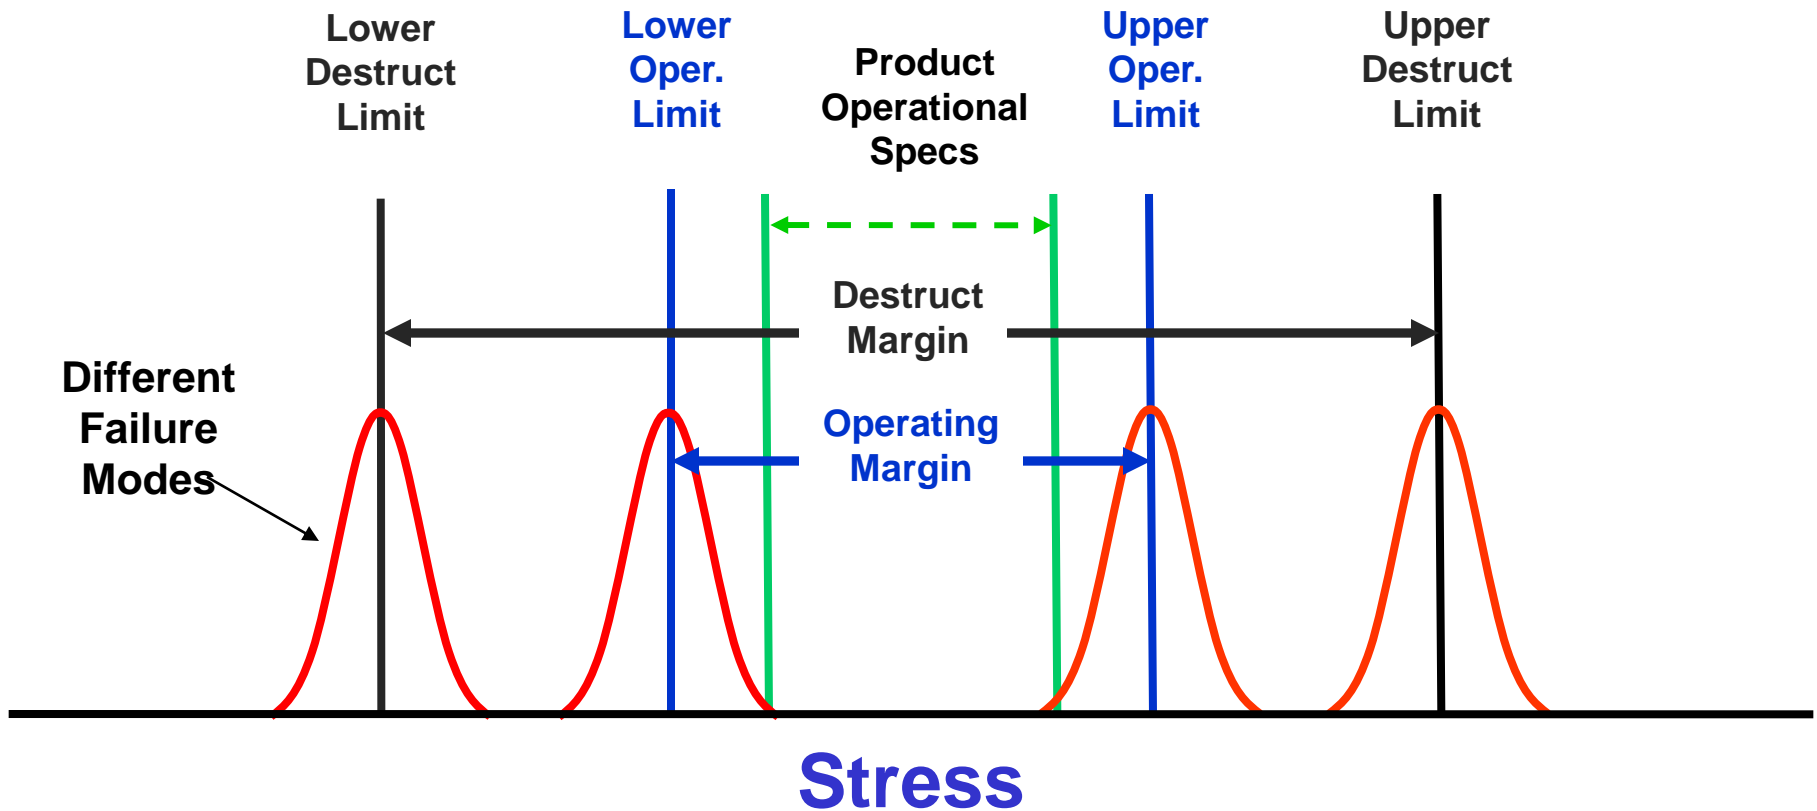 Lower
Destruct
Limit
Lower
Oper.
Limit
Product
Operational
Specs
Upper
Oper.
Limit
Upper
Destruct
Limit
Destruct
Margin
Different
Failure
Modes
Operating
Margin
Stress